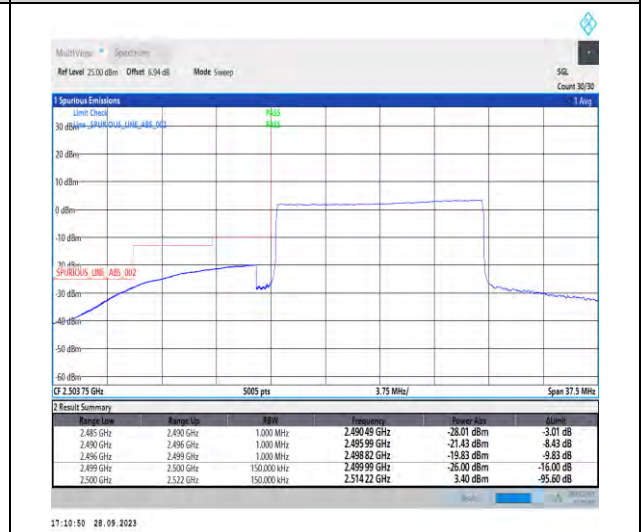 MultiView Spectrum
Ref Level 25.00 dBm Offset 6.94 dB Mode Sweep SGL
Count 30/30
1 Spurious Emissions 1 Avg
Limit Check PASS
30 dBm Line _SPURIOUS_LINE_ABS_002 PASS
20 dBm
10 dBm
0 dBm
-10 dBm
-20 dBm
SPURIOUS_LINE_ABS_002
-30 dBm
-40 dBm
-50 dBm
-60 dBm
CF 2.503 75 GHz 5005 pts 3.75 MHz/ Span 37.5 MHz
2 Result Summary
Range Low Range Up RBW Frequency Power Abs ΔLimit
2.485 GHz 2.490 GHz 1.000 MHz 2.490 49 GHz -28.01 dBm -3.01 dB
2.490 GHz 2.496 GHz 1.000 MHz 2.495 99 GHz -21.43 dBm -8.43 dB
2.496 GHz 2.499 GHz 1.000 MHz 2.498 82 GHz -19.83 dBm -9.83 dB
2.499 GHz 2.500 GHz 150.000 kHz 2.499 99 GHz -26.00 dBm -16.00 dB
2.500 GHz 2.522 GHz 150.000 kHz 2.514 22 GHz 3.40 dBm -95.60 dB
17:10:50 28.09.2023